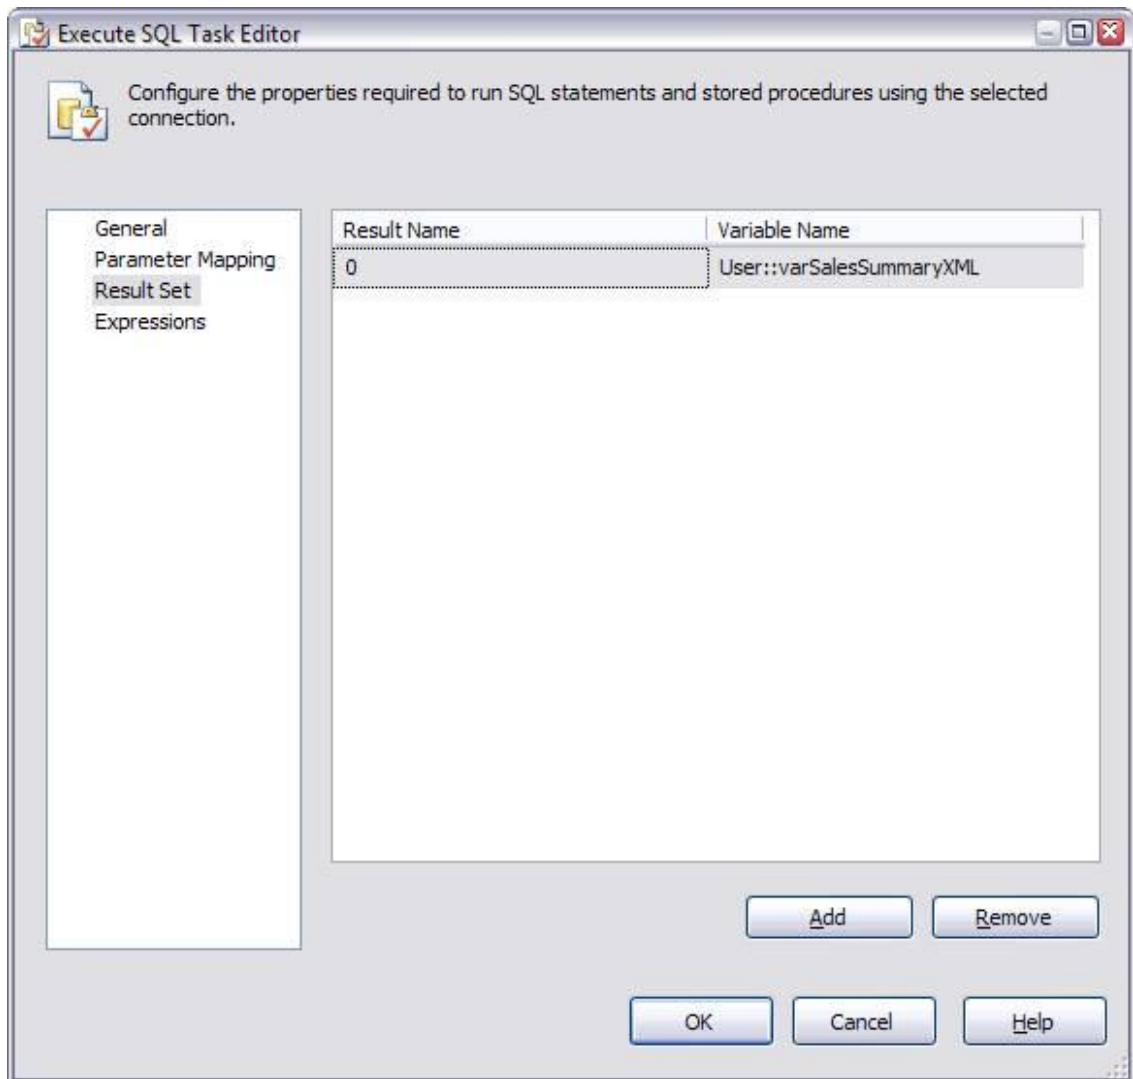 Execute SQL Task Editor
Configure the properties required to run SQL statements and stored procedures using the selected
connection.
General
Parameter Mapping
Result Set
Expressions
Result Name
Variable Name
0
User::varSalesSummaryXML
Add
Remove
OK
Cancel
Help